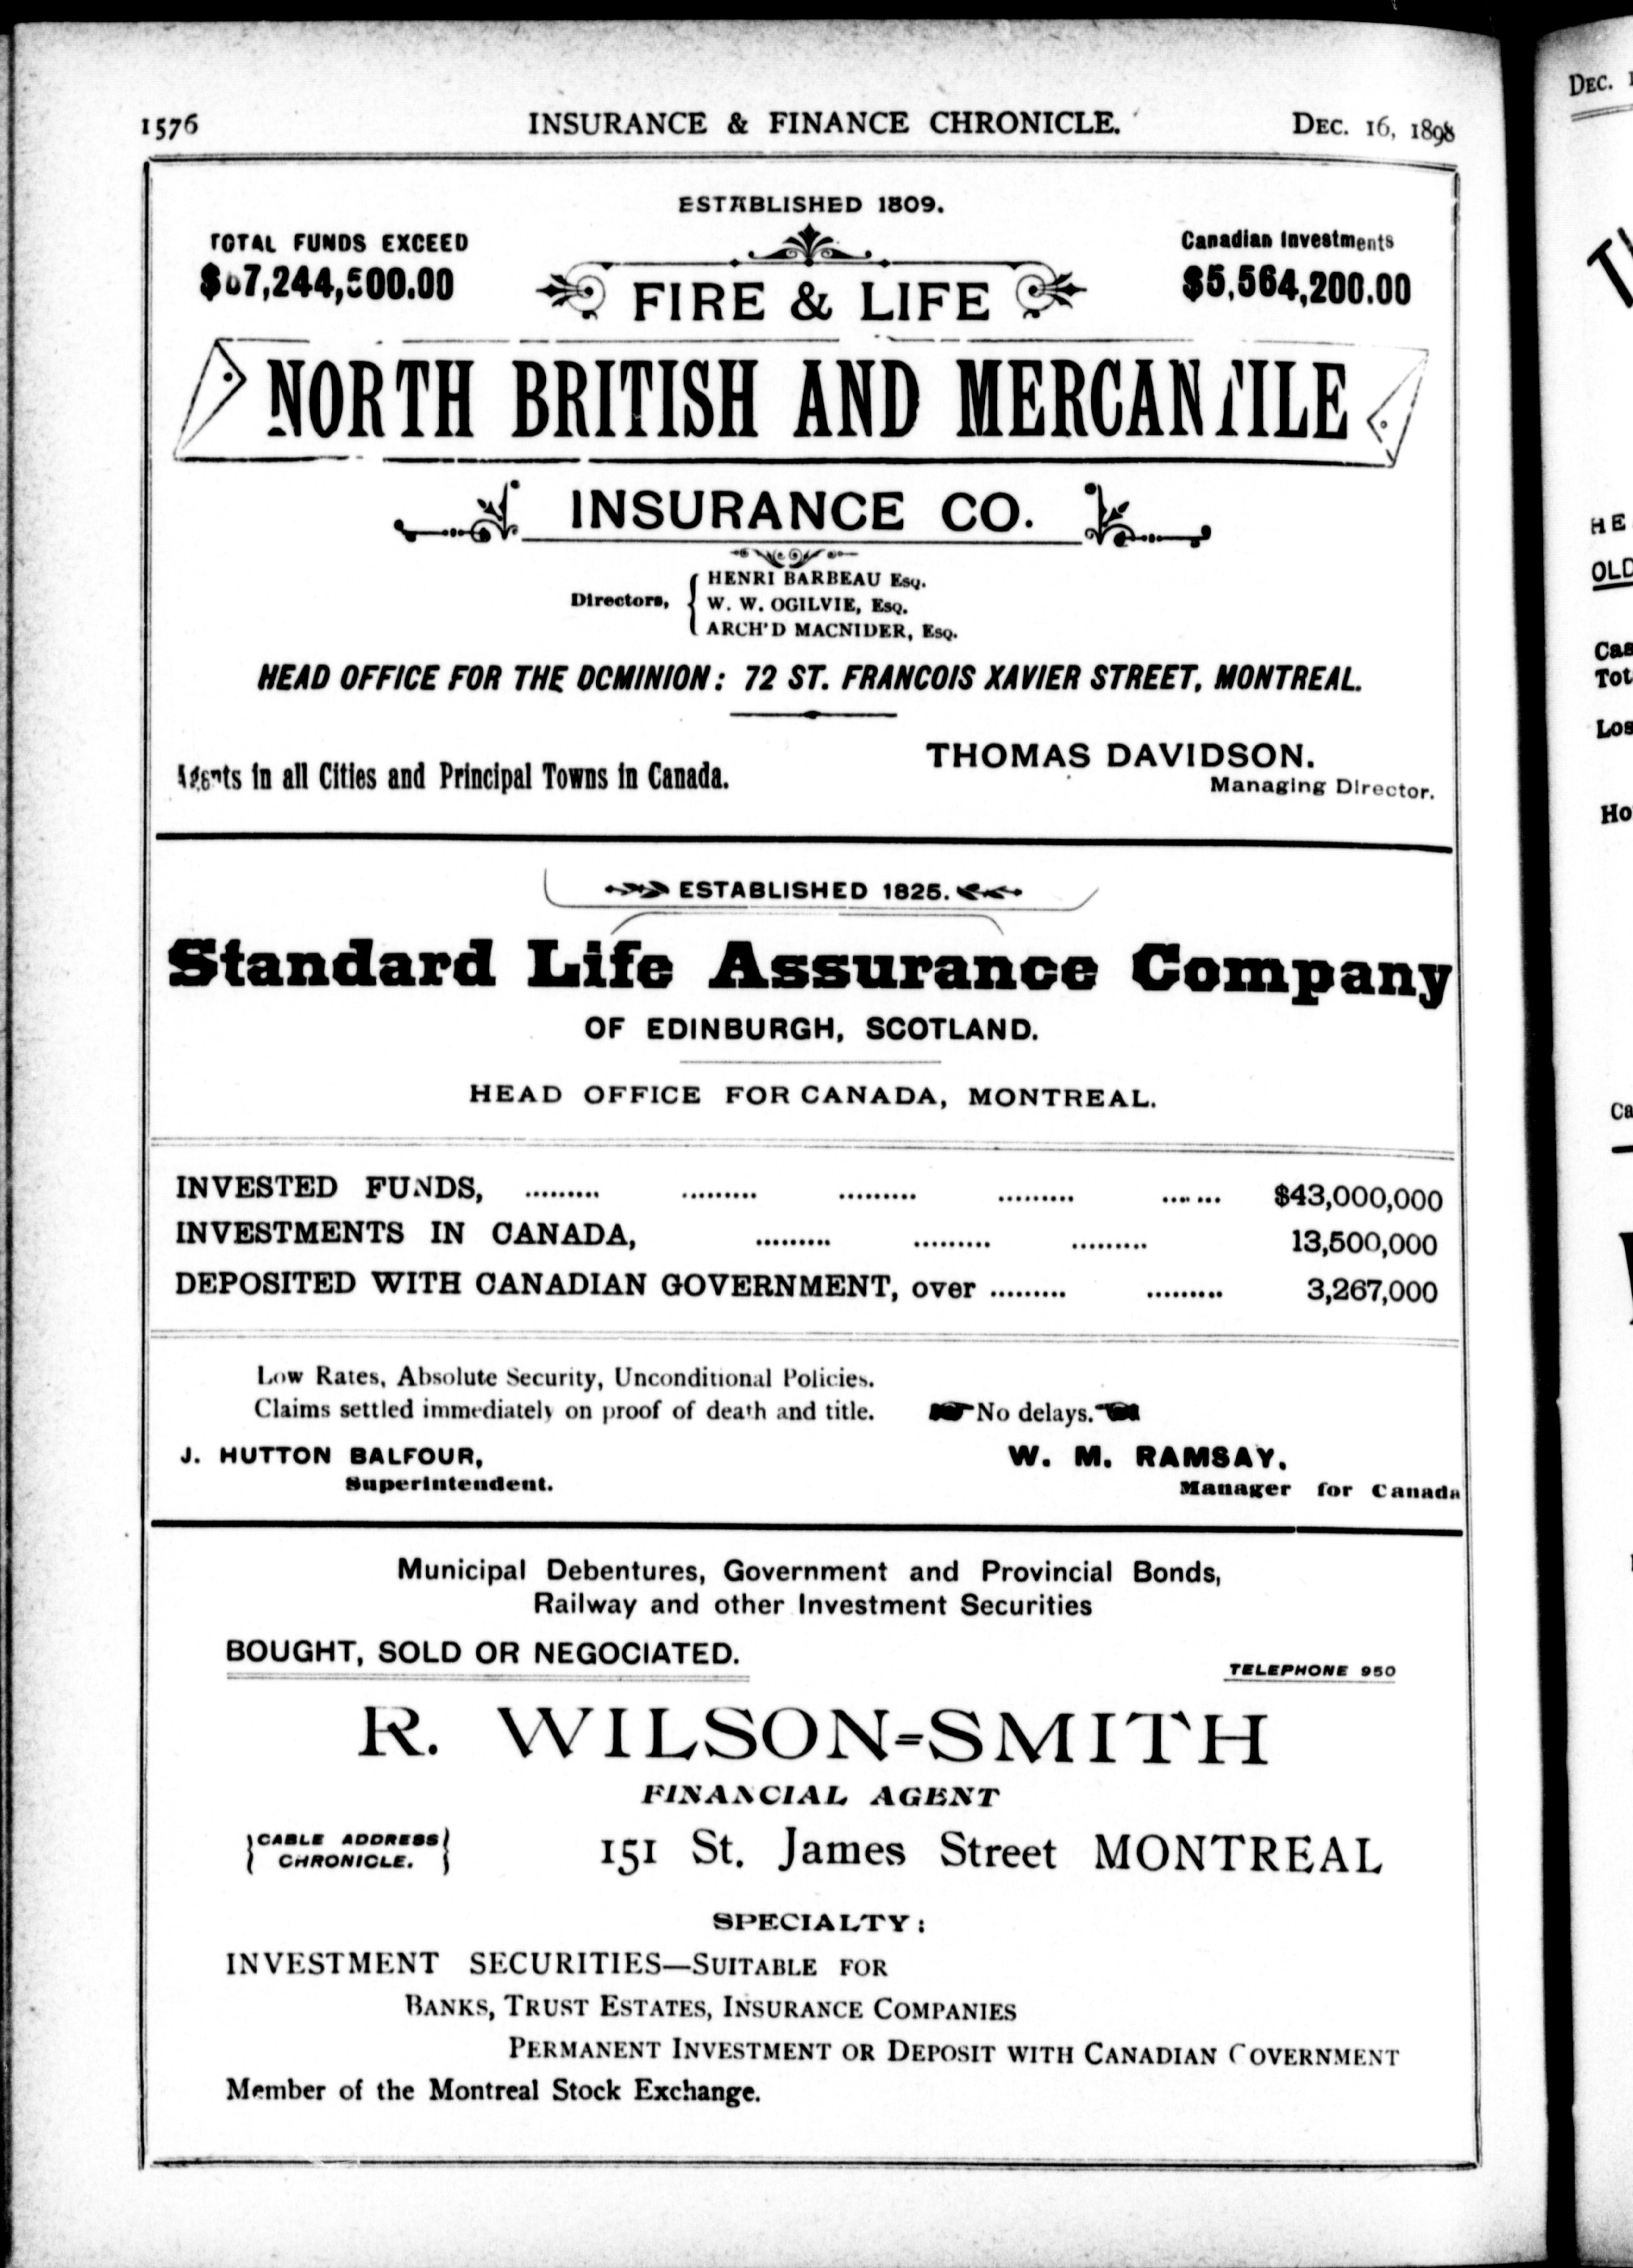 1576 INSURANCE & FINANCE CHRONICLE. DEC. 16, 1898
ESTABLISHED 1809.
TOTAL FUNDS EXCEED
Canadian Investments
$67,244,500.00
FIRE & LIFE
$5,564,200.00
NORTH BRITISH AND MERCANTILE
INSURANCE CO.
Directors,
HENRI BARBEAU Esq.
W. W. OGILVIE, Esq.
ARCH'D MACNIDER, Esq.
HEAD OFFICE FOR THE DOMINION: 72 ST. FRANCOIS XAVIER STREET, MONTREAL.
Agents in all Cities and Principal Towns in Canada.
THOMAS DAVIDSON.
Managing Director.
ESTABLISHED 1825.
Standard Life Assurance Company
OF EDINBURGH, SCOTLAND.
HEAD OFFICE FOR CANADA, MONTREAL.
INVESTED FUNDS, ......... ......... ......... ......... ....... $43,000,000
INVESTMENTS IN CANADA, ......... ......... ......... 13,500,000
DEPOSITED WITH CANADIAN GOVERNMENT, over ......... ......... 3,267,000
Low Rates, Absolute Security, Unconditional Policies.
Claims settled immediately on proof of death and title. No delays.
J. HUTTON BALFOUR,
Superintendent.
W. M. RAMSAY,
Manager for Canada
Municipal Debentures, Government and Provincial Bonds,
Railway and other Investment Securities
BOUGHT, SOLD OR NEGOCIATED.
TELEPHONE 950
R. WILSON-SMITH
FINANCIAL AGENT
CABLE ADDRESS
CHRONICLE.
151 St. James Street MONTREAL
SPECIALTY:
INVESTMENT SECURITIES—SUITABLE FOR
BANKS, TRUST ESTATES, INSURANCE COMPANIES
PERMANENT INVESTMENT OR DEPOSIT WITH CANADIAN GOVERNMENT
Member of the Montreal Stock Exchange.
DEC.